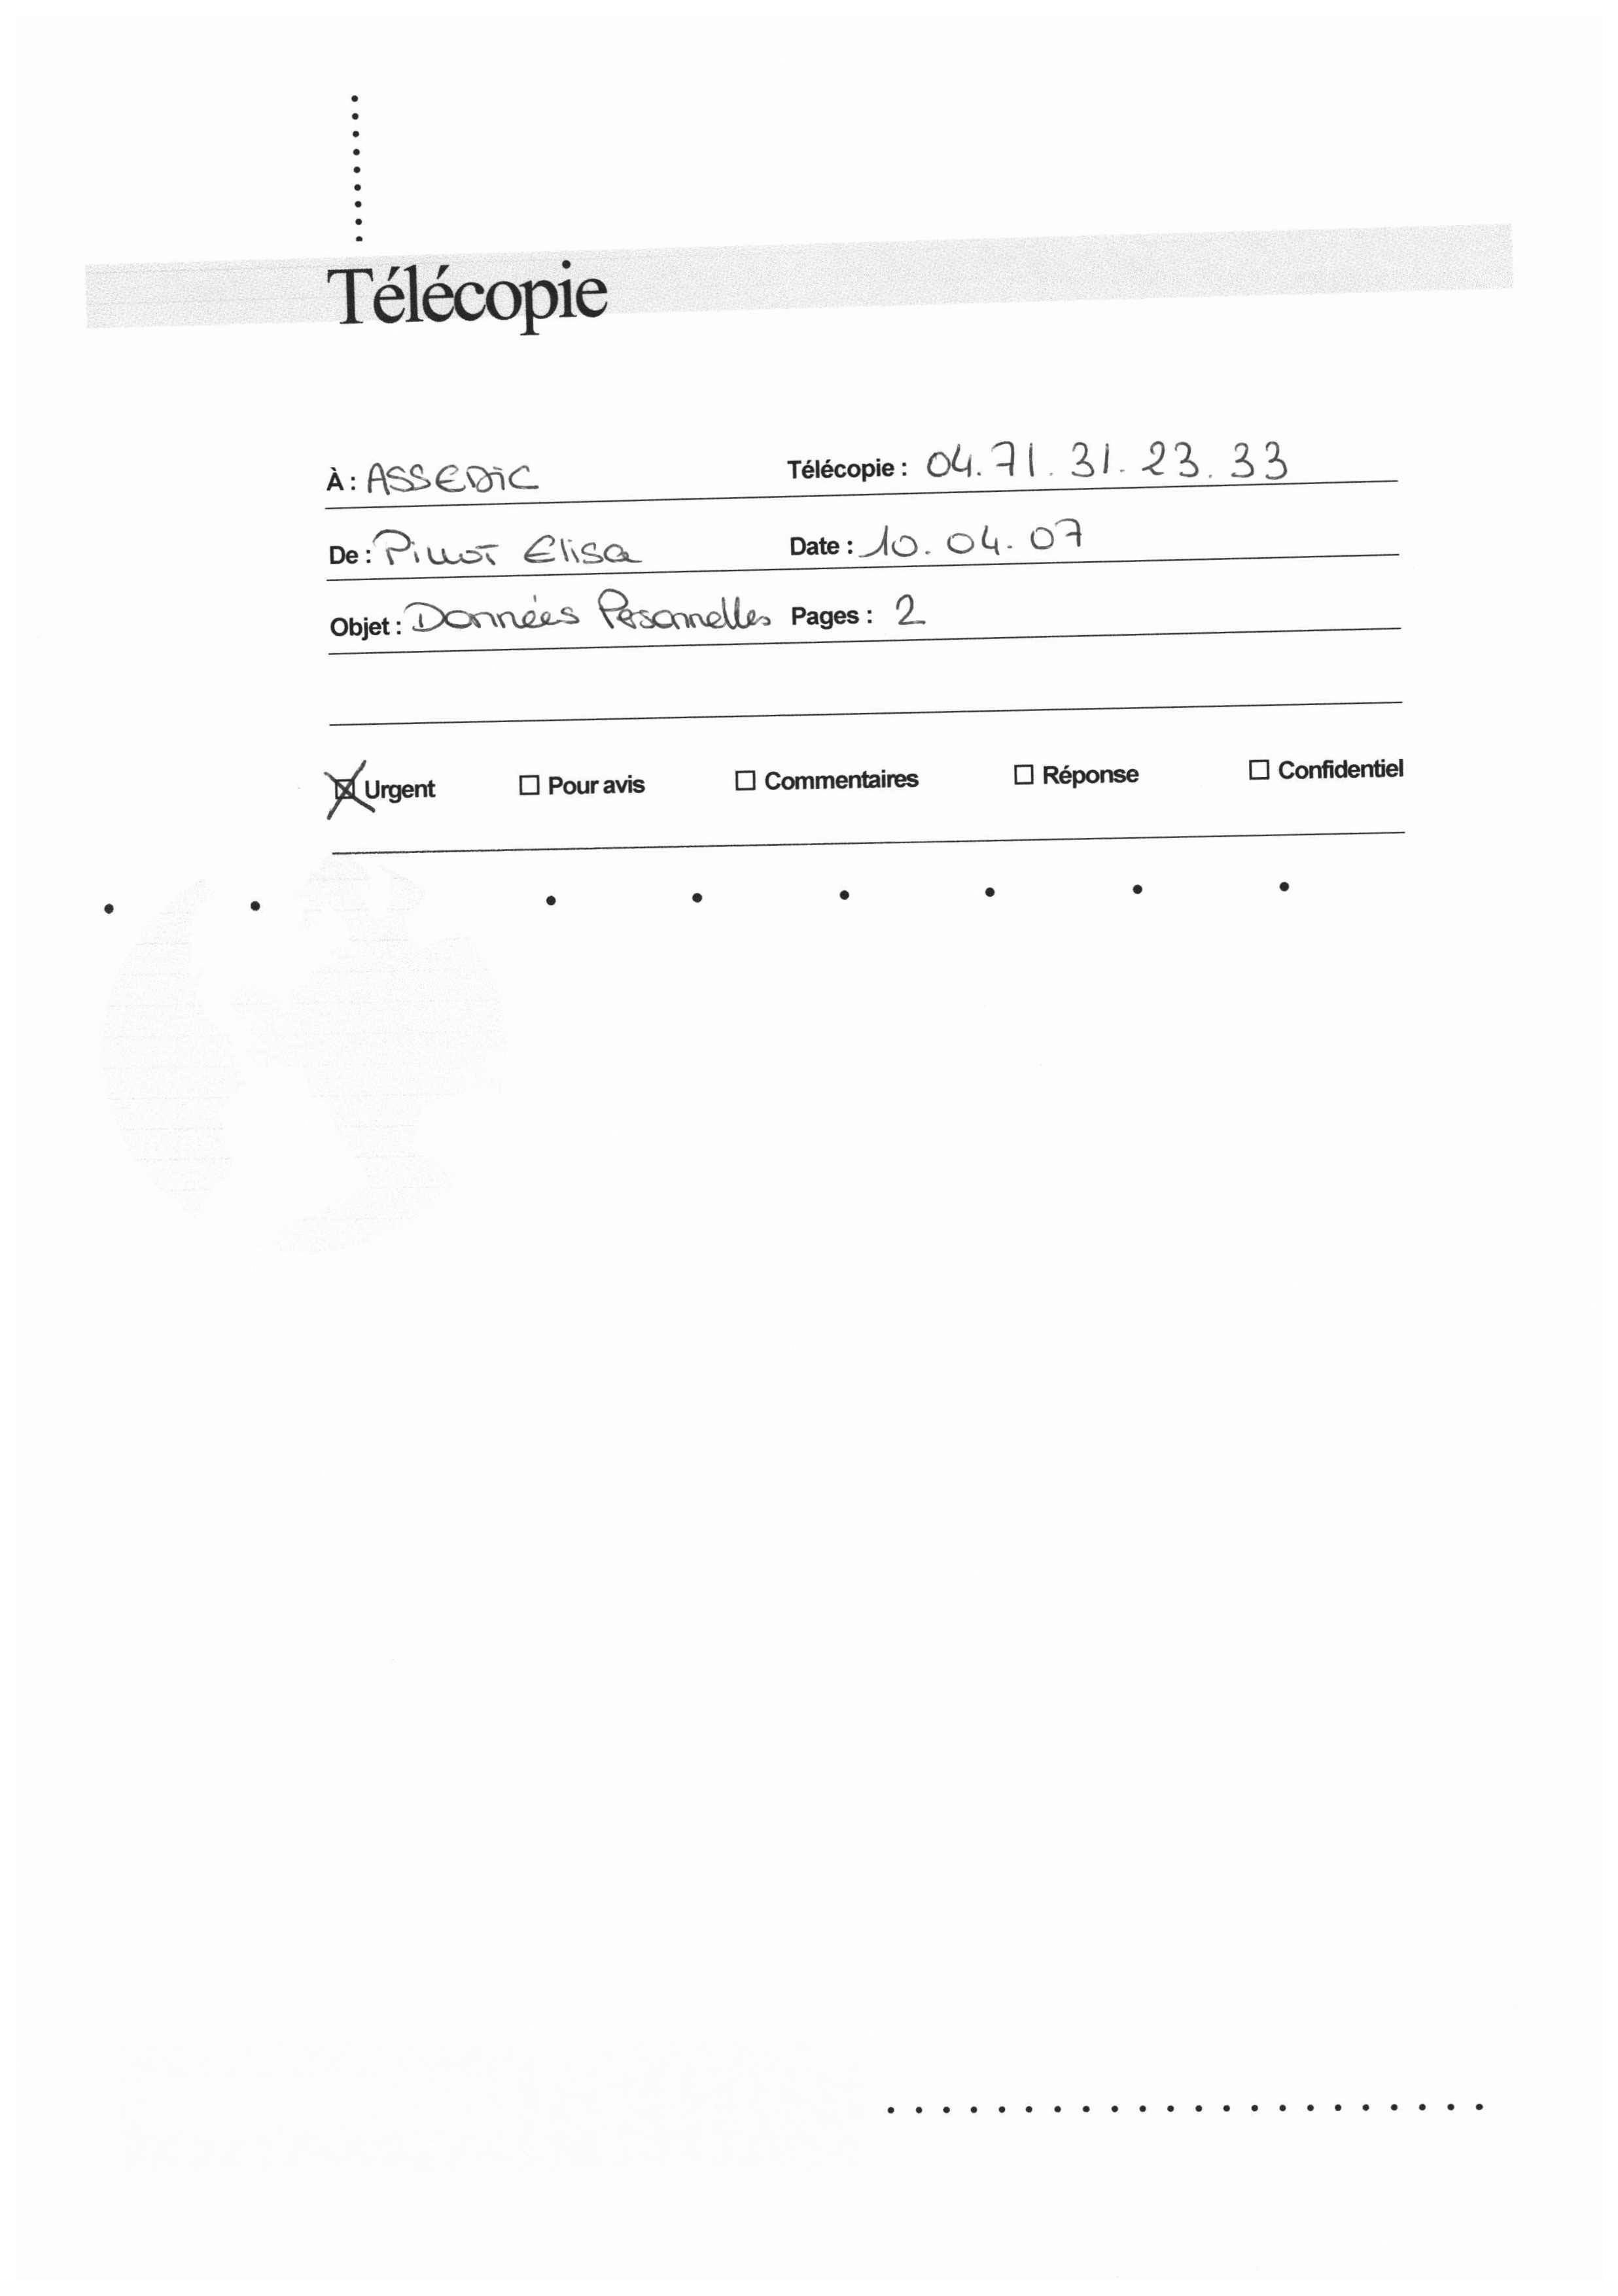 Télécopie
À : ASSEDIC Télécopie : 04.71.31.23.33
De : Pillot Elisa Date : 10.04.07
Objet : Données Personnelles Pages : 2
☒ Urgent ☐ Pour avis ☐ Commentaires ☐ Réponse ☐ Confidentiel